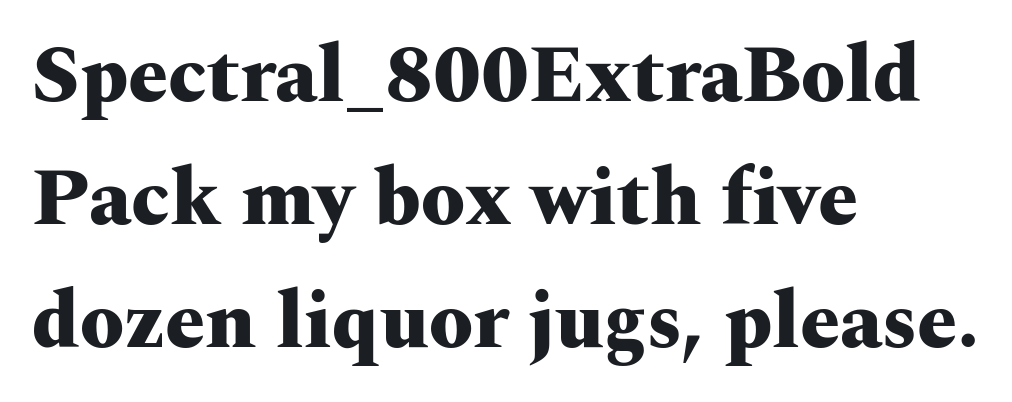 Spectral_800ExtraBold
Pack my box with five
dozen liquor jugs, please.